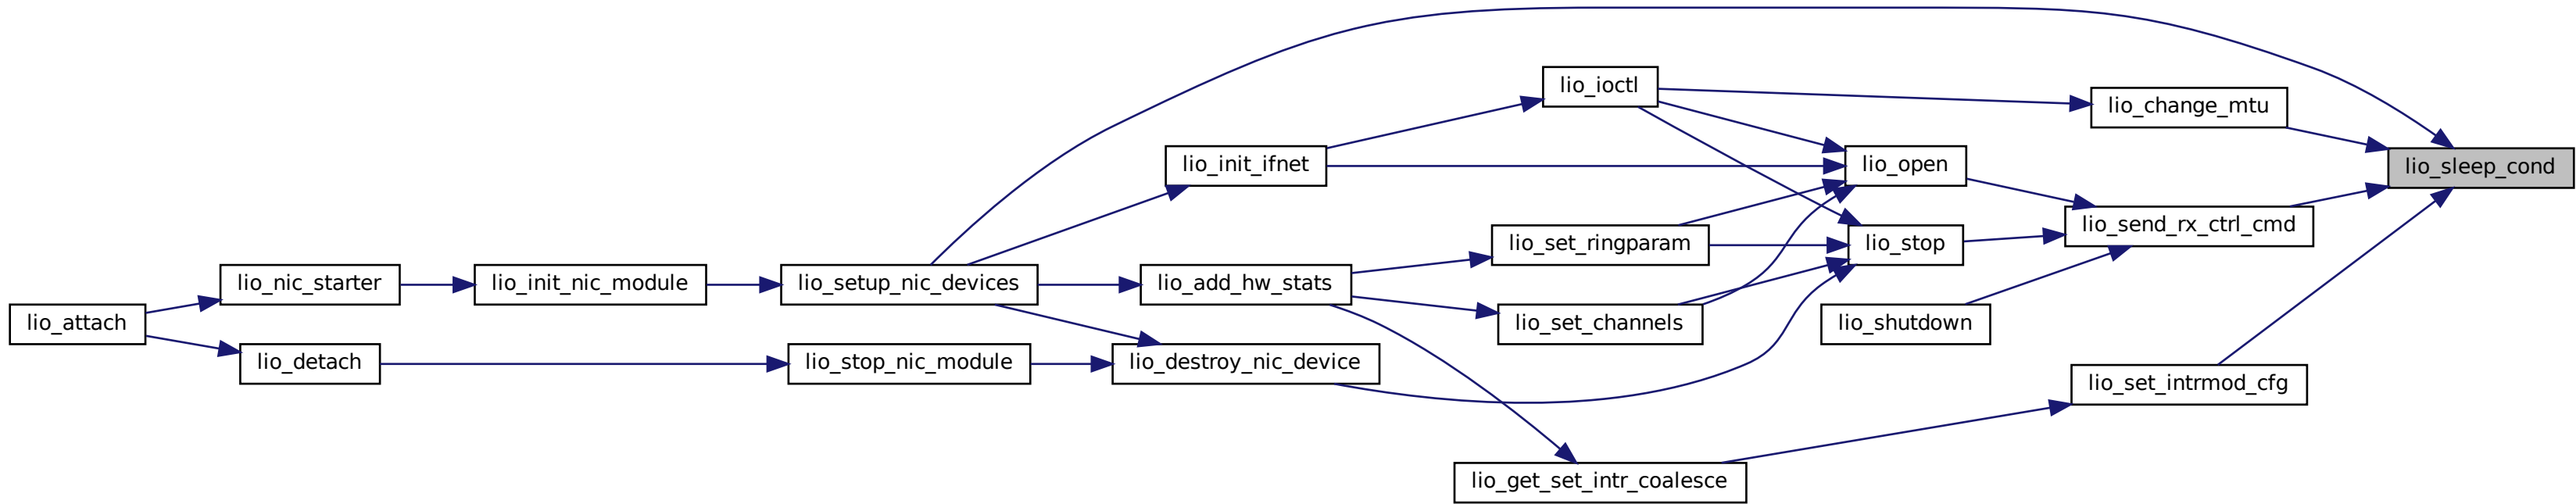 lio_attach
lio_nic_starter
lio_detach
lio_init_nic_module
lio_setup_nic_devices
lio_stop_nic_module
lio_init_ifnet
lio_add_hw_stats
lio_destroy_nic_device
lio_ioctl
lio_set_ringparam
lio_set_channels
lio_get_set_intr_coalesce
lio_open
lio_stop
lio_shutdown
lio_change_mtu
lio_send_rx_ctrl_cmd
lio_set_intrmod_cfg
lio_sleep_cond